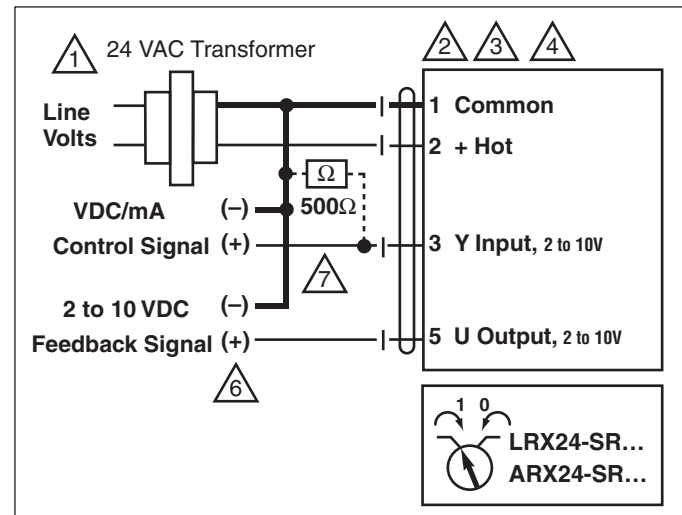 1 24 VAC Transformer
2 3 4
Line
Volts
1 Common
2 + Hot
Ω
500Ω
VDC/mA (–)
Control Signal (+)
3 Y Input, 2 to 10V
7
2 to 10 VDC (–)
Feedback Signal (+)
5 U Output, 2 to 10V
6
1 0
LRX24-SR...
ARX24-SR...